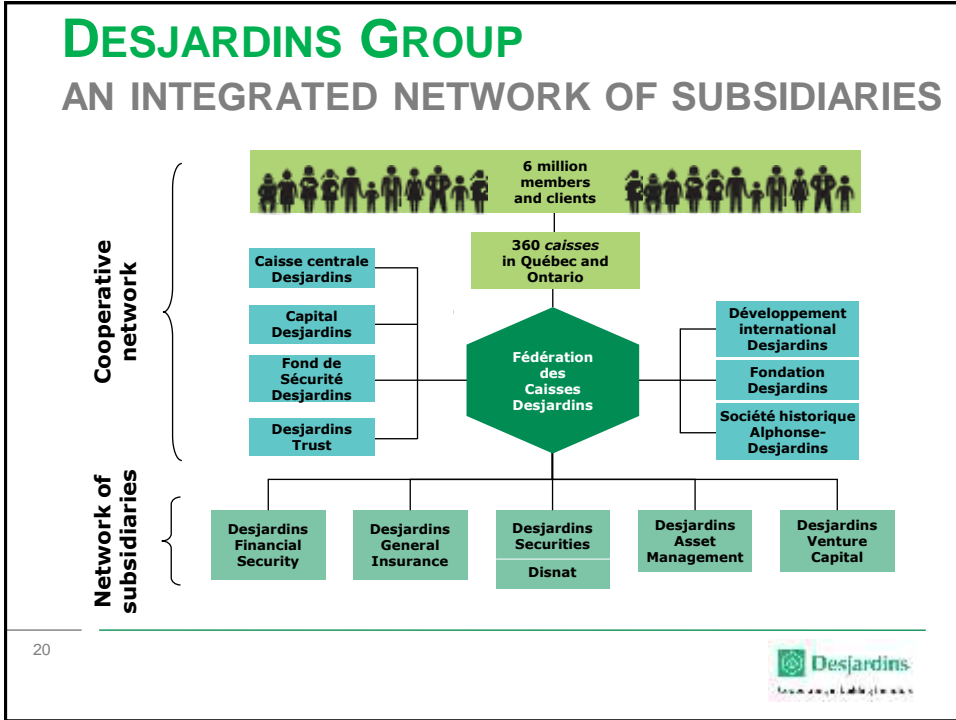 DESJARDINS GROUP
AN INTEGRATED NETWORK OF SUBSIDIARIES
6 million
members
and clients
360 caisses
in Québec and
Ontario
Cooperative
network
Caisse centrale
Desjardins
Capital
Desjardins
Fond de
Sécurité
Desjardins
Desjardins
Trust
Fédération
des
Caisses
Desjardins
Développement
international
Desjardins
Fondation
Desjardins
Société historique
Alphonse-
Desjardins
Network of
subsidiaries
Desjardins
Financial
Security
Desjardins
General
Insurance
Desjardins
Securities
Disnat
Desjardins
Asset
Management
Desjardins
Venture
Capital
20
Desjardins